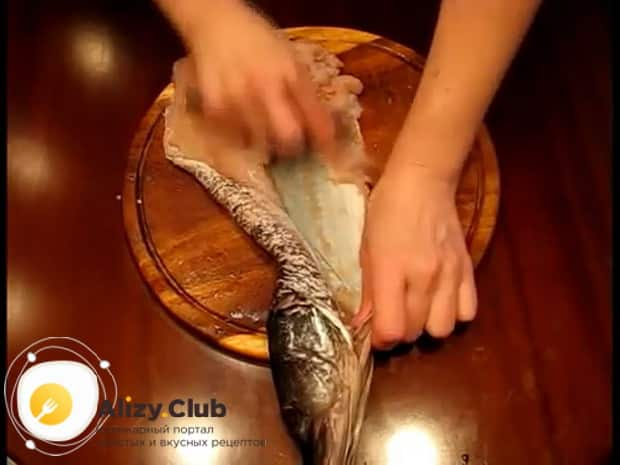 Alizy.Club
кулинарный портал
простых и вкусных рецептов